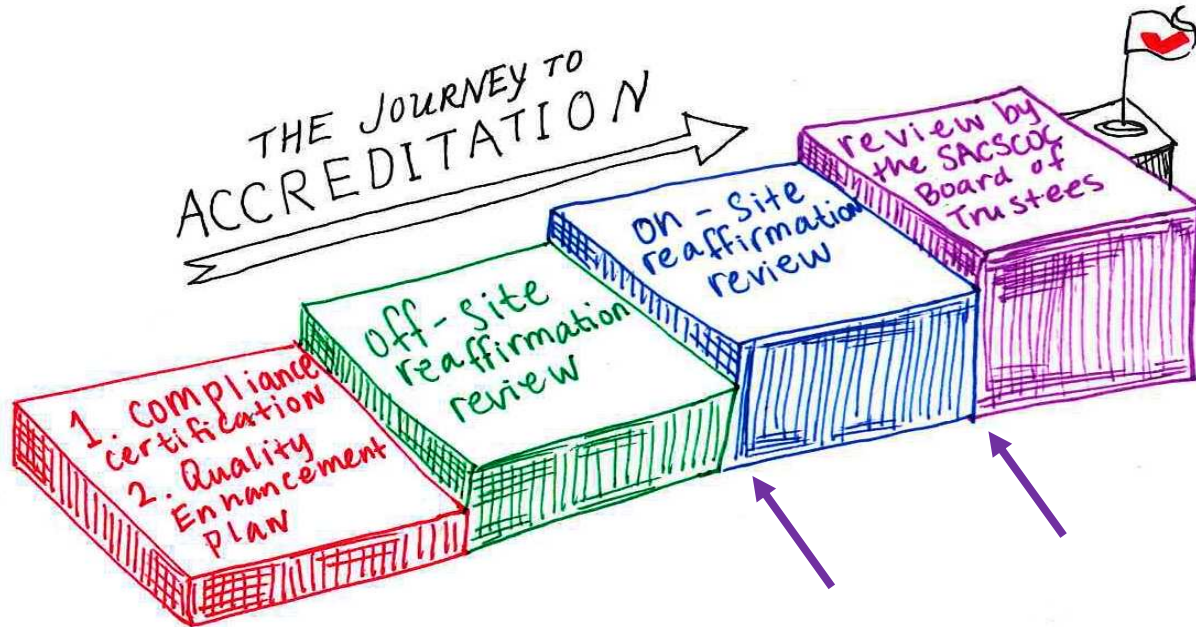 THE JOURNEY TO
ACCREDITATION
1. compliance
certification
2. Quality
Enhancement
plan
Off-site
reaffirmation
review
on-site
reaffirmation
review
review by
the SACSCOC
Board of
Trustees